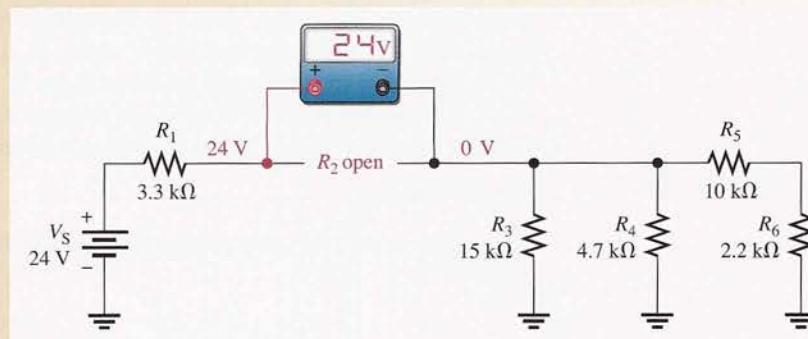 24V
+ −
R1
24 V
R2 open
0 V
R5
3.3 kΩ
10 kΩ
+
VS
24 V
−
R3
15 kΩ
R4
4.7 kΩ
R6
2.2 kΩ